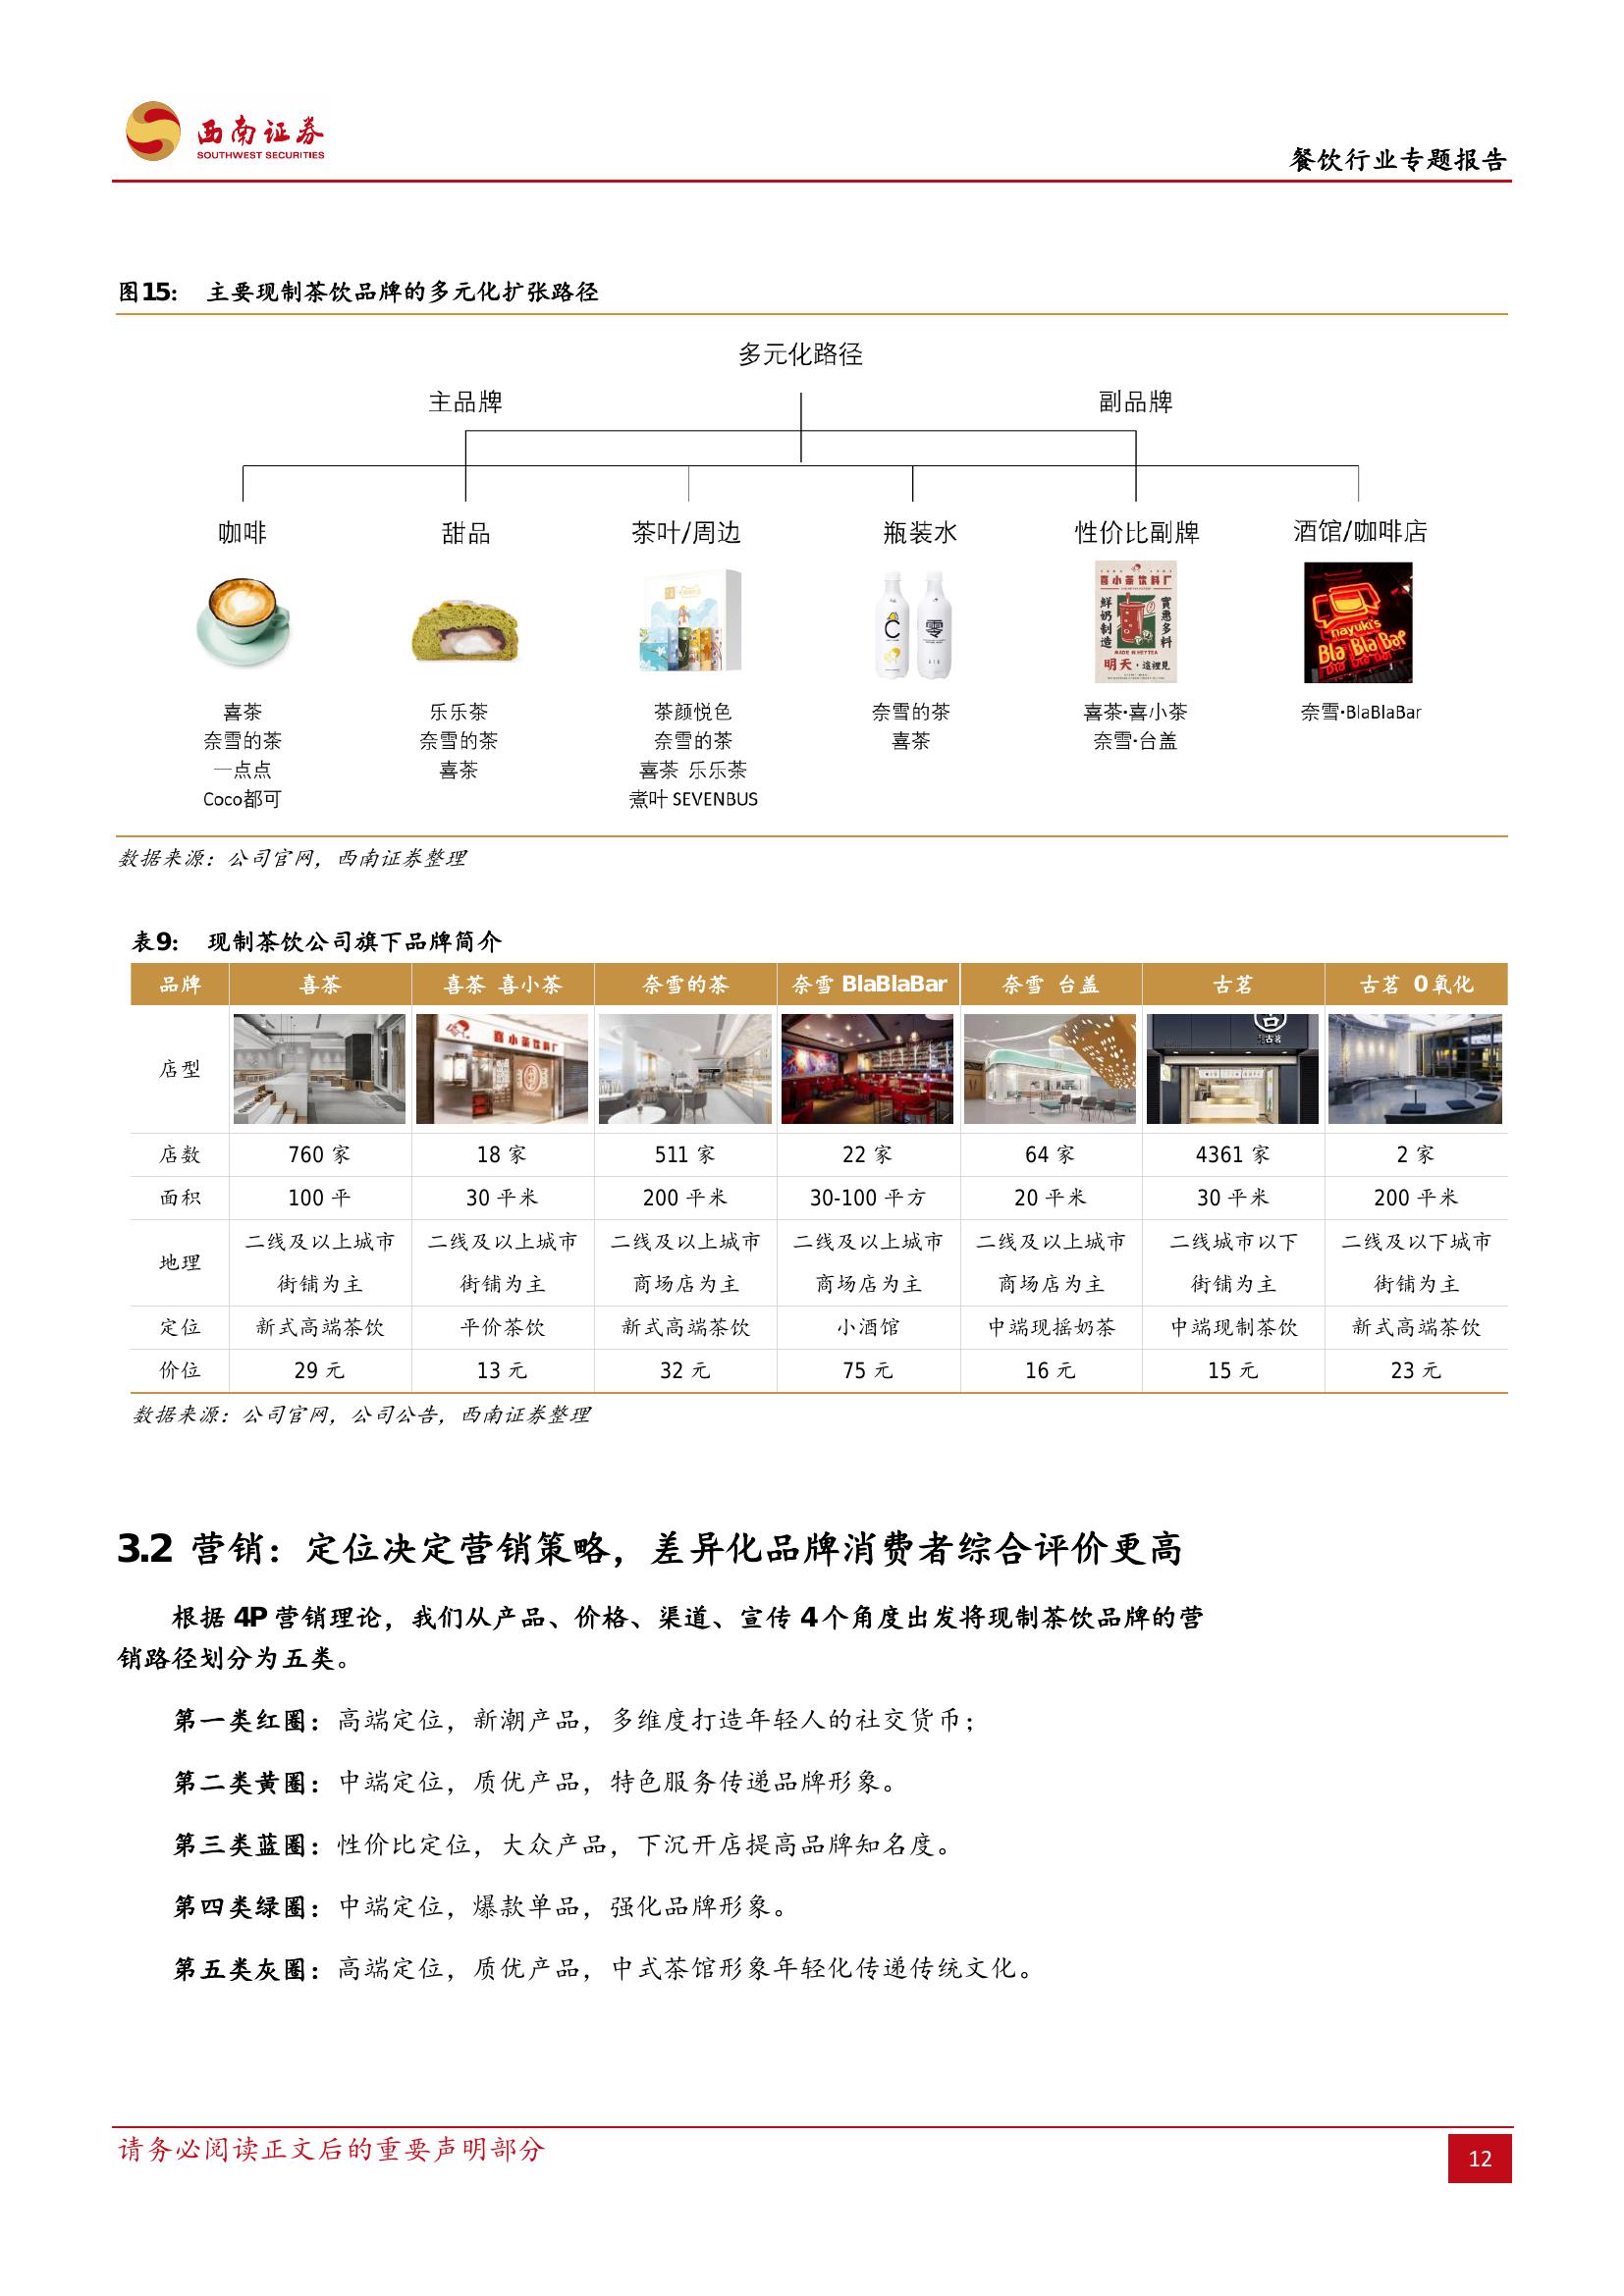 西南证券
SOUTHWEST SECURITIES
餐饮行业专题报告
图15： 主要现制茶饮品牌的多元化扩张路径
多元化路径
主品牌 副品牌
咖啡 甜品 茶叶/周边 瓶装水 性价比副牌 酒馆/咖啡店
喜小茶饮料厂
鲜奶制造
實惠多料
MADE IN HEYTEA
明天，這裡見
nayuki's
Bla Bla Bar
零
喜茶 乐乐茶 茶颜悦色 奈雪的茶 喜茶·喜小茶 奈雪·BlaBlaBar
奈雪的茶 奈雪的茶 奈雪的茶 喜茶 奈雪·台盖
一点点 喜茶 喜茶 乐乐茶
Coco都可 煮叶 SEVENBUS
数据来源：公司官网，西南证券整理
表9： 现制茶饮公司旗下品牌简介
品牌 喜茶 喜茶 喜小茶 奈雪的茶 奈雪 BlaBlaBar 奈雪 台盖 古茗 古茗 0氧化
店型
喜小茶饮料厂
古茗
店数 760 家 18 家 511 家 22 家 64 家 4361 家 2 家
面积 100 平 30 平米 200 平米 30-100 平方 20 平米 30 平米 200 平米
地理 二线及以上城市 二线及以上城市 二线及以上城市 二线及以上城市 二线及以上城市 二线城市以下 二线及以下城市
街铺为主 街铺为主 商场店为主 商场店为主 商场店为主 街铺为主 街铺为主
定位 新式高端茶饮 平价茶饮 新式高端茶饮 小酒馆 中端现摇奶茶 中端现制茶饮 新式高端茶饮
价位 29 元 13 元 32 元 75 元 16 元 15 元 23 元
数据来源：公司官网，公司公告，西南证券整理
3.2 营销：定位决定营销策略，差异化品牌消费者综合评价更高
根据 4P 营销理论，我们从产品、价格、渠道、宣传 4个角度出发将现制茶饮品牌的营
销路径划分为五类。
第一类红圈：高端定位，新潮产品，多维度打造年轻人的社交货币；
第二类黄圈：中端定位，质优产品，特色服务传递品牌形象。
第三类蓝圈：性价比定位，大众产品，下沉开店提高品牌知名度。
第四类绿圈：中端定位，爆款单品，强化品牌形象。
第五类灰圈：高端定位，质优产品，中式茶馆形象年轻化传递传统文化。
请务必阅读正文后的重要声明部分
12